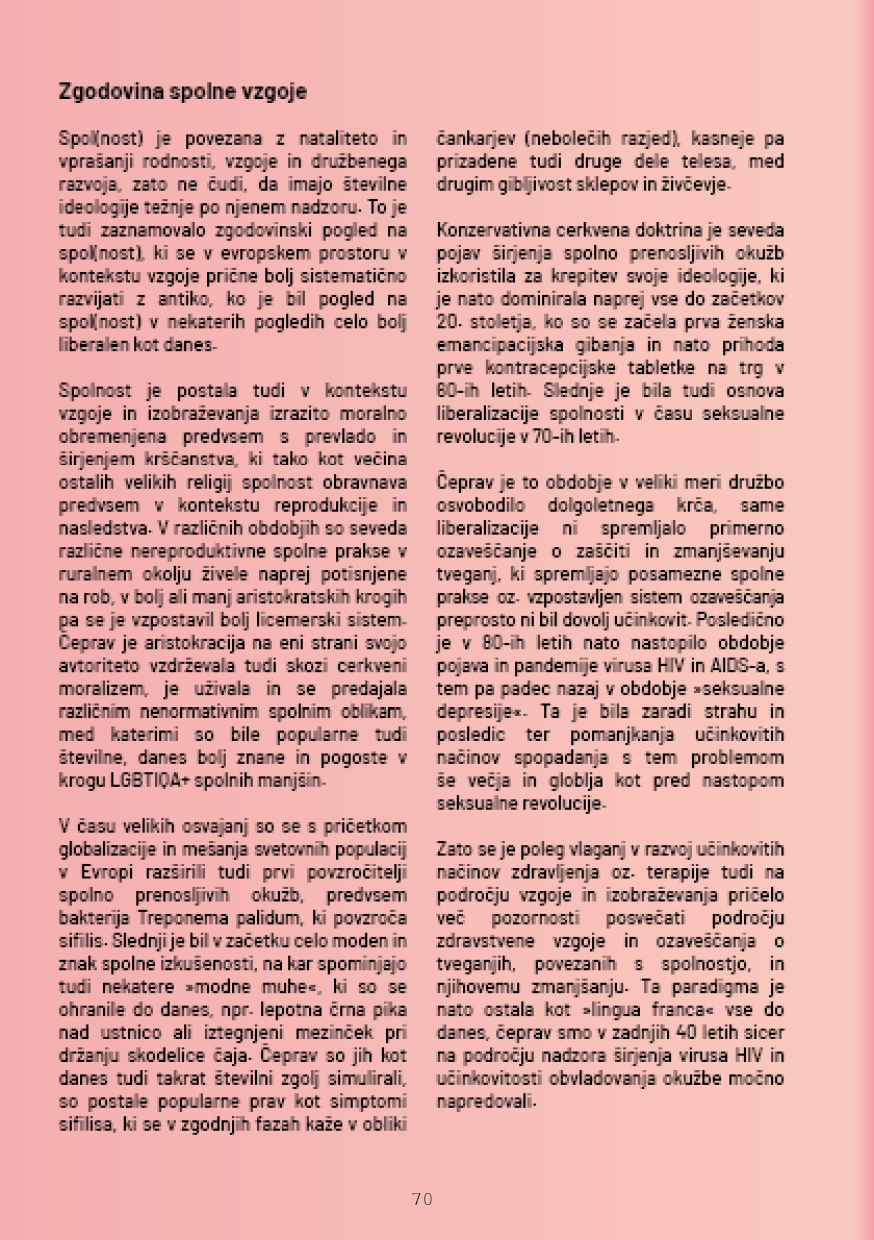 Zgodovina spolne vzgoje
Spol(nost) je povezana z nataliteto in
vprašanji rodnosti, vzgoje in družbenega
razvoja, zato ne čudi, da imajo številne
ideologije težnje po njenem nadzoru. To je
tudi zaznamovalo zgodovinski pogled na
spol(nost), ki se v evropskem prostoru v
kontekstu vzgoje prične bolj sistematično
razvijati z antiko, ko je bil pogled na
spol(nost) v nekaterih pogledih celo bolj
liberalen kot danes.
Spolnost je postala tudi v kontekstu
vzgoje in izobraževanja izrazito moralno
obremenjena predvsem s prevlado in
širjenjem krščanstva, ki tako kot večina
ostalih velikih religij spolnost obravnava
predvsem v kontekstu reprodukcije in
nasledstva. V različnih obdobjih so seveda
različne nereproduktivne spolne prakse v
ruralnem okolju živele naprej potisnjene
na rob, v bolj ali manj aristokratskih krogih
pa se je vzpostavil bolj licemerski sistem.
Čeprav je aristokracija na eni strani svojo
avtoriteto vzdrževala tudi skozi cerkveni
moralizem, je uživala in se predajala
različnim nenormativnim spolnim oblikam,
med katerimi so bile popularne tudi
številne, danes bolj znane in pogoste v
krogu LGBTIQA+ spolnih manjšin.
V času velikih osvajanj so se s pričetkom
globalizacije in mešanja svetovnih populacij
v Evropi razširili tudi prvi povzročitelji
spolno prenosljivih okužb, predvsem
bakterija Treponema palidum, ki povzroča
sifilis. Slednji je bil v začetku celo moden in
znak spolne izkušenosti, na kar spominjajo
tudi nekatere »modne muhe«, ki so se
ohranile do danes, npr. lepotna črna pika
nad ustnico ali iztegnjeni mezinček pri
držanju skodelice čaja. Čeprav so jih kot
danes tudi takrat številni zgolj simulirali,
so postale popularne prav kot simptomi
sifilisa, ki se v zgodnjih fazah kaže v obliki
čankarjev (nebolečih razjed), kasneje pa
prizadene tudi druge dele telesa, med
drugim gibljivost sklepov in živčevje.
Konzervativna cerkvena doktrina je seveda
pojav širjenja spolno prenosljivih okužb
izkoristila za krepitev svoje ideologije, ki
je nato dominirala naprej vse do začetkov
20. stoletja, ko so se začela prva ženska
emancipacijska gibanja in nato prihoda
prve kontracepcijske tabletke na trg v
60-ih letih. Slednje je bila tudi osnova
liberalizacije spolnosti v času seksualne
revolucije v 70-ih letih.
Čeprav je to obdobje v veliki meri družbo
osvobodilo dolgoletnega krča, same
liberalizacije ni spremljalo primerno
ozaveščanje o zaščiti in zmanjševanju
tveganj, ki spremljajo posamezne spolne
prakse oz. vzpostavljen sistem ozaveščanja
preprosto ni bil dovolj učinkovit. Posledično
je v 80-ih letih nato nastopilo obdobje
pojava in pandemije virusa HIV in AIDS-a, s
tem pa padec nazaj v obdobje »seksualne
depresije«. Ta je bila zaradi strahu in
posledic ter pomanjkanja učinkovitih
načinov spopadanja s tem problemom
še večja in globlja kot pred nastopom
seksualne revolucije.
Zato se je poleg vlaganj v razvoj učinkovitih
načinov zdravljenja oz. terapije tudi na
področju vzgoje in izobraževanja pričelo
več pozornosti posvečati področju
zdravstvene vzgoje in ozaveščanja o
tveganjih, povezanih s spolnostjo, in
njihovemu zmanjšanju. Ta paradigma je
nato ostala kot »lingua franca« vse do
danes, čeprav smo v zadnjih 40 letih sicer
na področju nadzora širjenja virusa HIV in
učinkovitosti obvladovanja okužbe močno
napredovali.
70